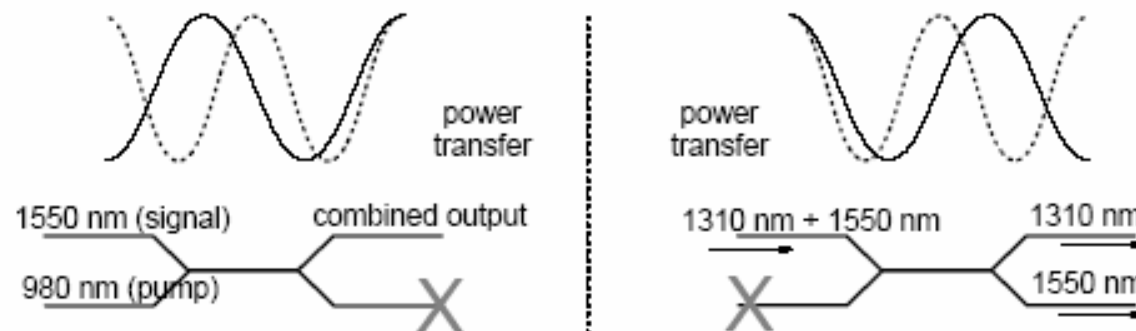 power
transfer
1550 nm (signal)
combined output
980 nm (pump)
X
power
transfer
1310 nm + 1550 nm
1310 nm
X
1550 nm